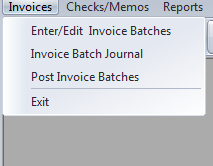 Invoices Checks/Memos Reports
Enter/Edit Invoice Batches
Invoice Batch Journal
Post Invoice Batches
Exit